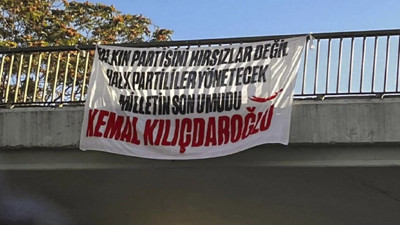 HALKIN PARTİSİNİ HIRSIZLAR DEĞİL
HALK PARTİLİLER YÖNETECEK
MİLLETİN SON UMUDU
KEMAL KILIÇDAROĞLU